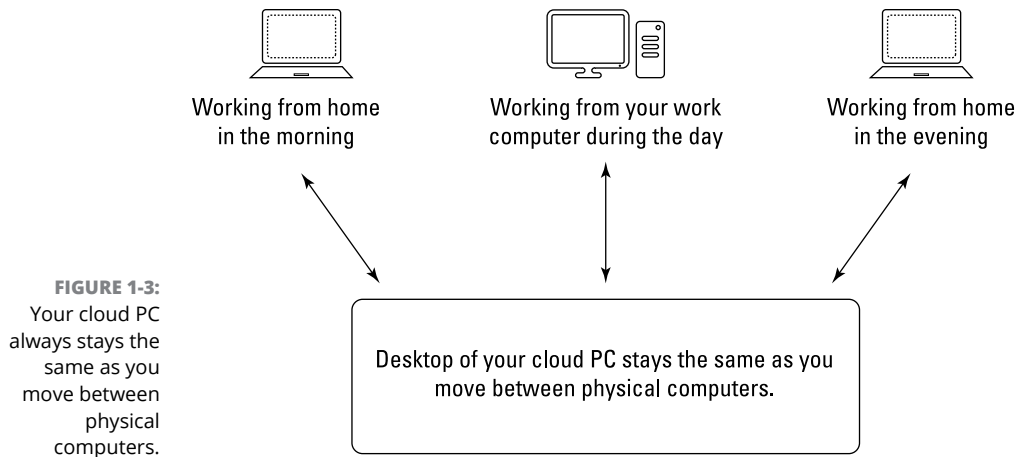 Working from home
in the morning
Working from your work
computer during the day
Working from home
in the evening
Desktop of your cloud PC stays the same as you
move between physical computers.
FIGURE 1-3:
Your cloud PC
always stays the
same as you
move between
physical
computers.